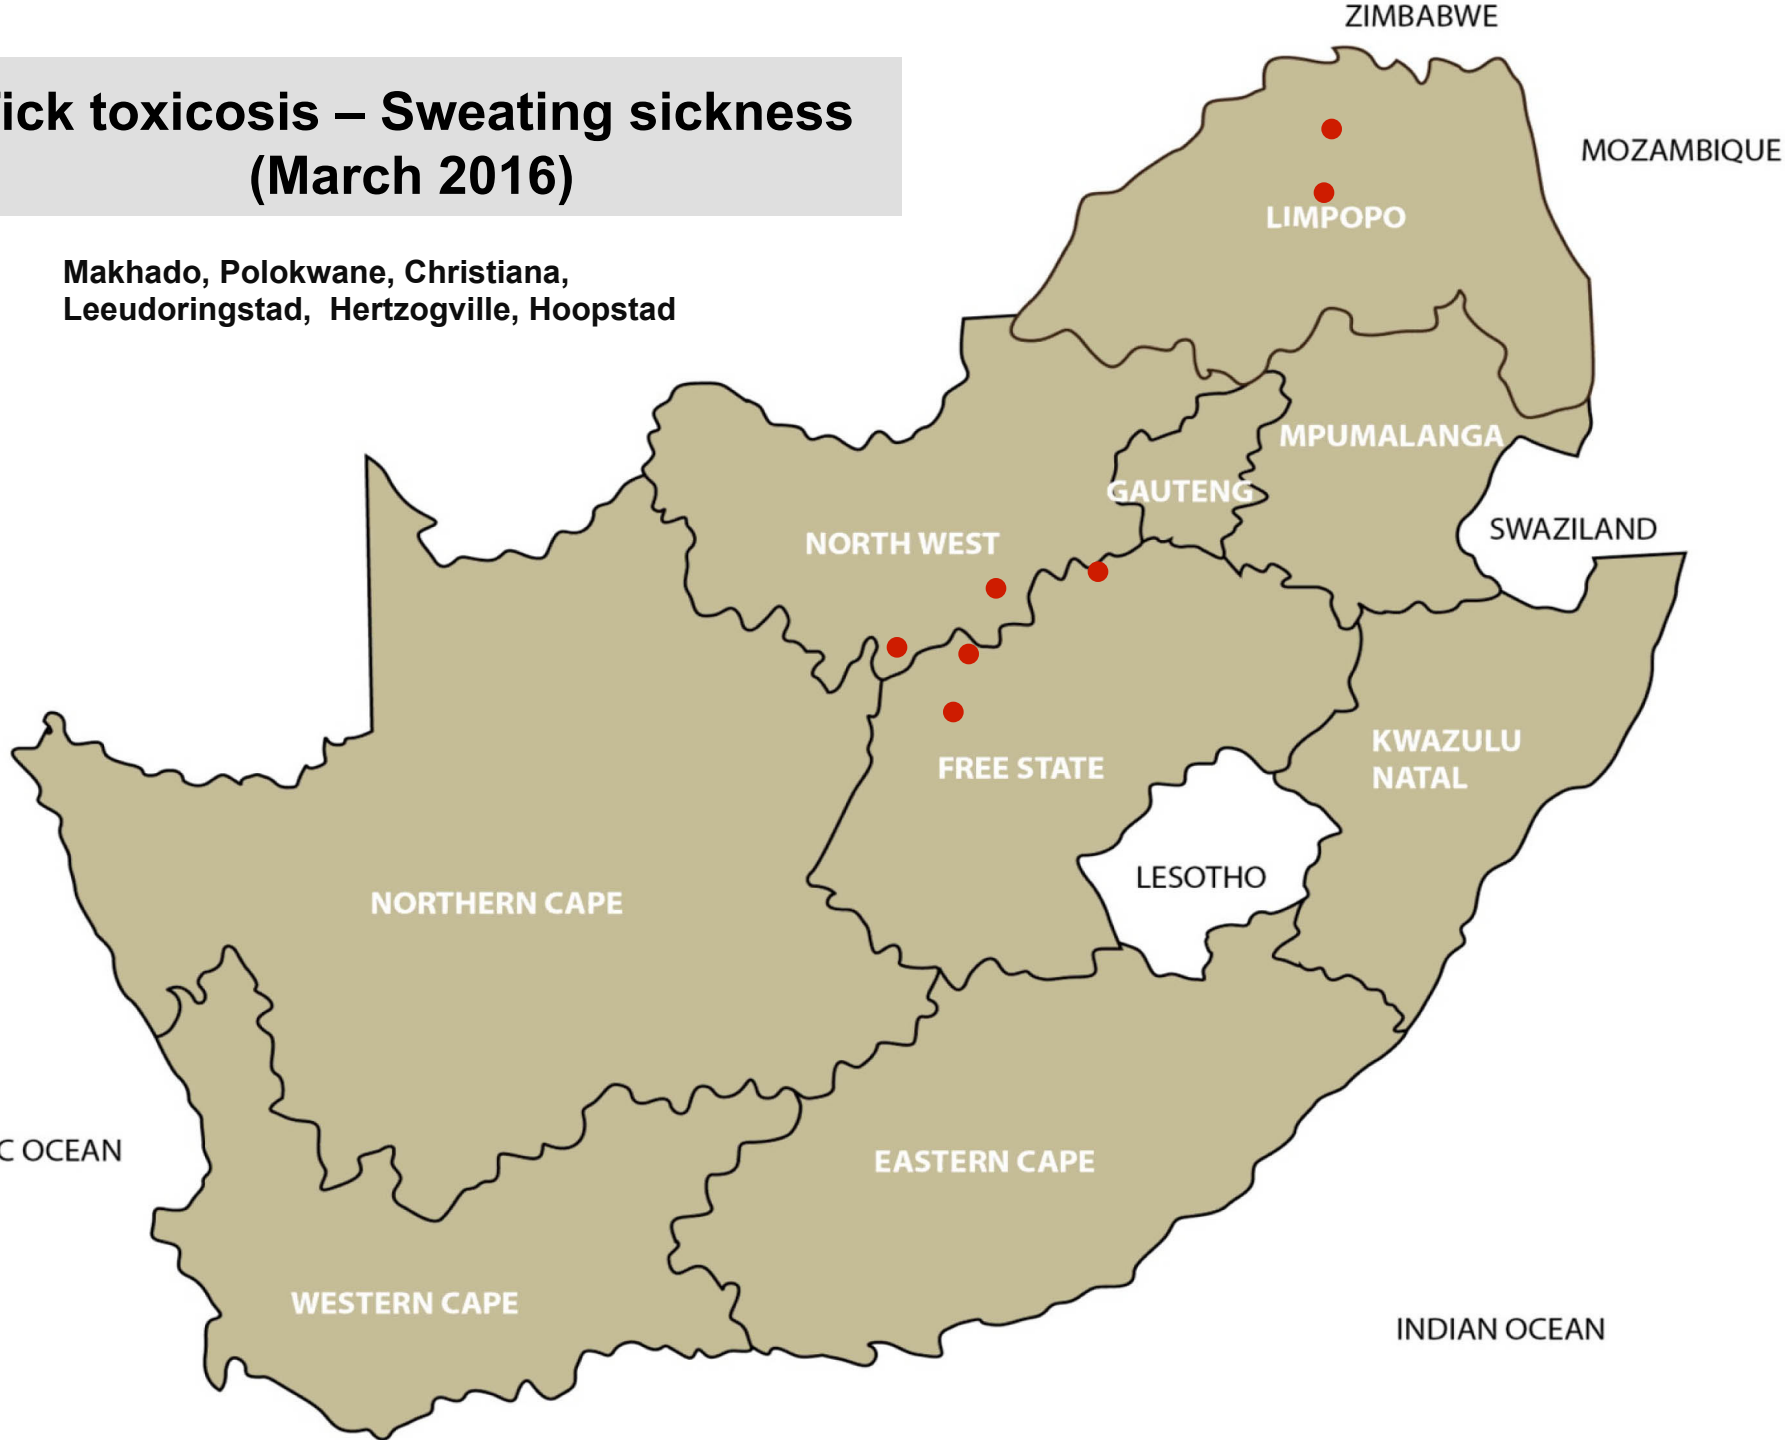 ick toxicosis – Sweating sickness
(March 2016)
Makhado, Polokwane, Christiana,
Leeudoringstad,  Hertzogville, Hoopstad
ZIMBABWE
MOZAMBIQUE
LIMPOPO
MPUMALANGA
GAUTENG
SWAZILAND
NORTH WEST
KWAZULU
NATAL
FREE STATE
LESOTHO
NORTHERN CAPE
C OCEAN
EASTERN CAPE
WESTERN CAPE
INDIAN OCEAN